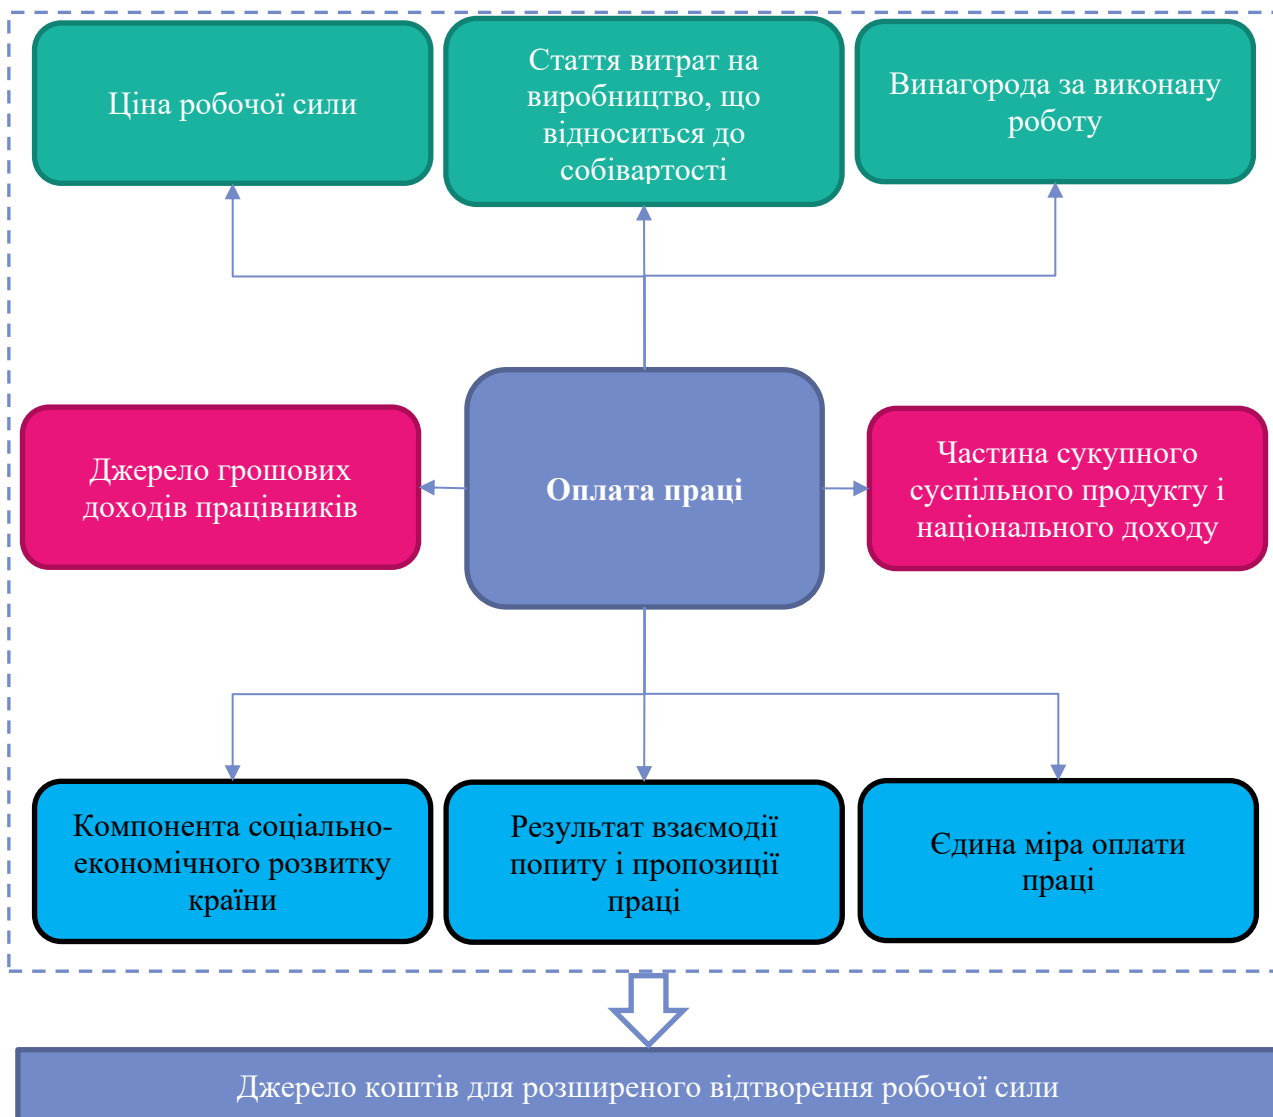 Ціна робочої сили
Стаття витрат на
виробництво, що
відноситься до
собівартості
Винагорода за виконану
роботу
Джерело грошових
доходів працівників
Оплата праці
Частина сукупного
суспільного продукту і
національного доходу
Компонента соціально-
економічного розвитку
країни
Результат взаємодії
попиту і пропозиції
праці
Єдина міра оплати
праці
Джерело коштів для розширеного відтворення робочої сили